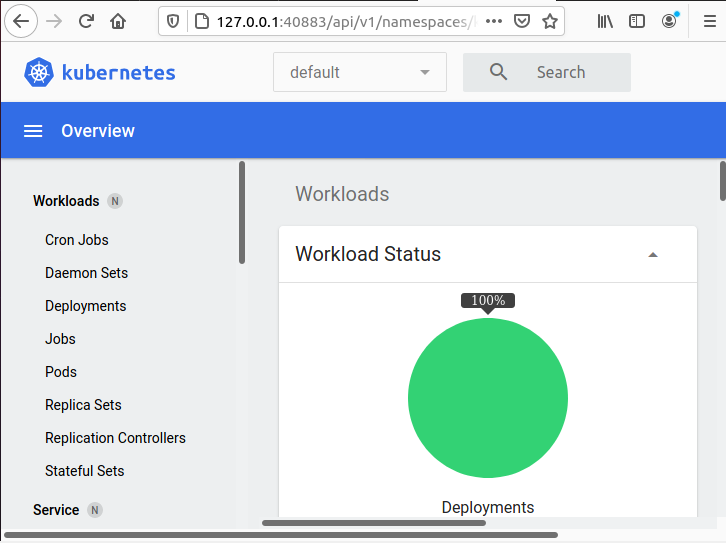 127.0.0.1:40883/api/v1/namespaces/
kubernetes
default
Search
Overview
Workloads N
Cron Jobs
Daemon Sets
Deployments
Jobs
Pods
Replica Sets
Replication Controllers
Stateful Sets
Service N
Workloads
Workload Status
100%
Deployments